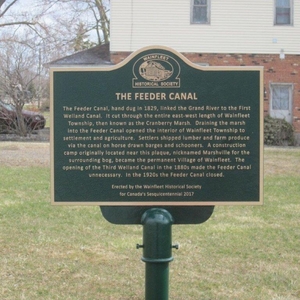 WAINFLEET
HISTORICAL SOCIETY
THE FEEDER CANAL
The Feeder Canal, hand dug in 1829, linked the Grand River to the First
Welland Canal. It cut through the entire east-west length of Wainfleet
Township, then known as the Cranberry Marsh. Draining the marsh
into the Feeder Canal opened the interior of Wainfleet Township to
settlement and agriculture. Settlers shipped lumber and farm produce
via the canal on horse drawn barges and schooners. A construction
camp originally located near this plaque, nicknamed Marshville for the
surrounding bog, became the permanent Village of Wainfleet. The
opening of the Third Welland Canal in the 1880s made the Feeder Canal
unnecessary. In the 1920s the Feeder Canal closed.
Erected by the Wainfleet Historical Society
for Canada's Sesquicentennial 2017